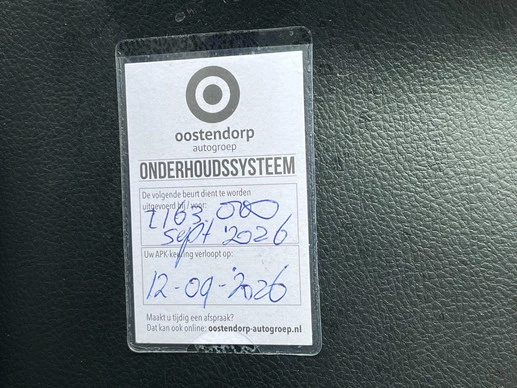 oostendorp
autogroep
ONDERHOUDSSYSTEEM
De volgende beurt dient te worden
uitgevoerd bij / voor:
163.000
sept '2026
Uw APK-keuring verloopt op:
12-09-'2026
Maakt u tijdig een afspraak?
Dat kan ook online: oostendorp-autogroep.nl